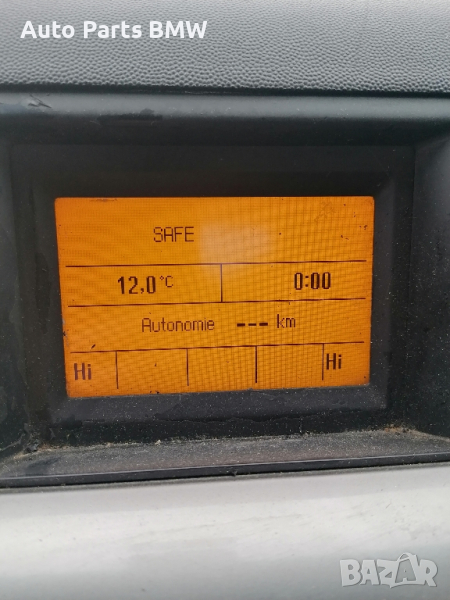 Auto Parts BMW
SAFE
12,0°C 0:00
Autonomie --- km
Hi Hi
BAZAR